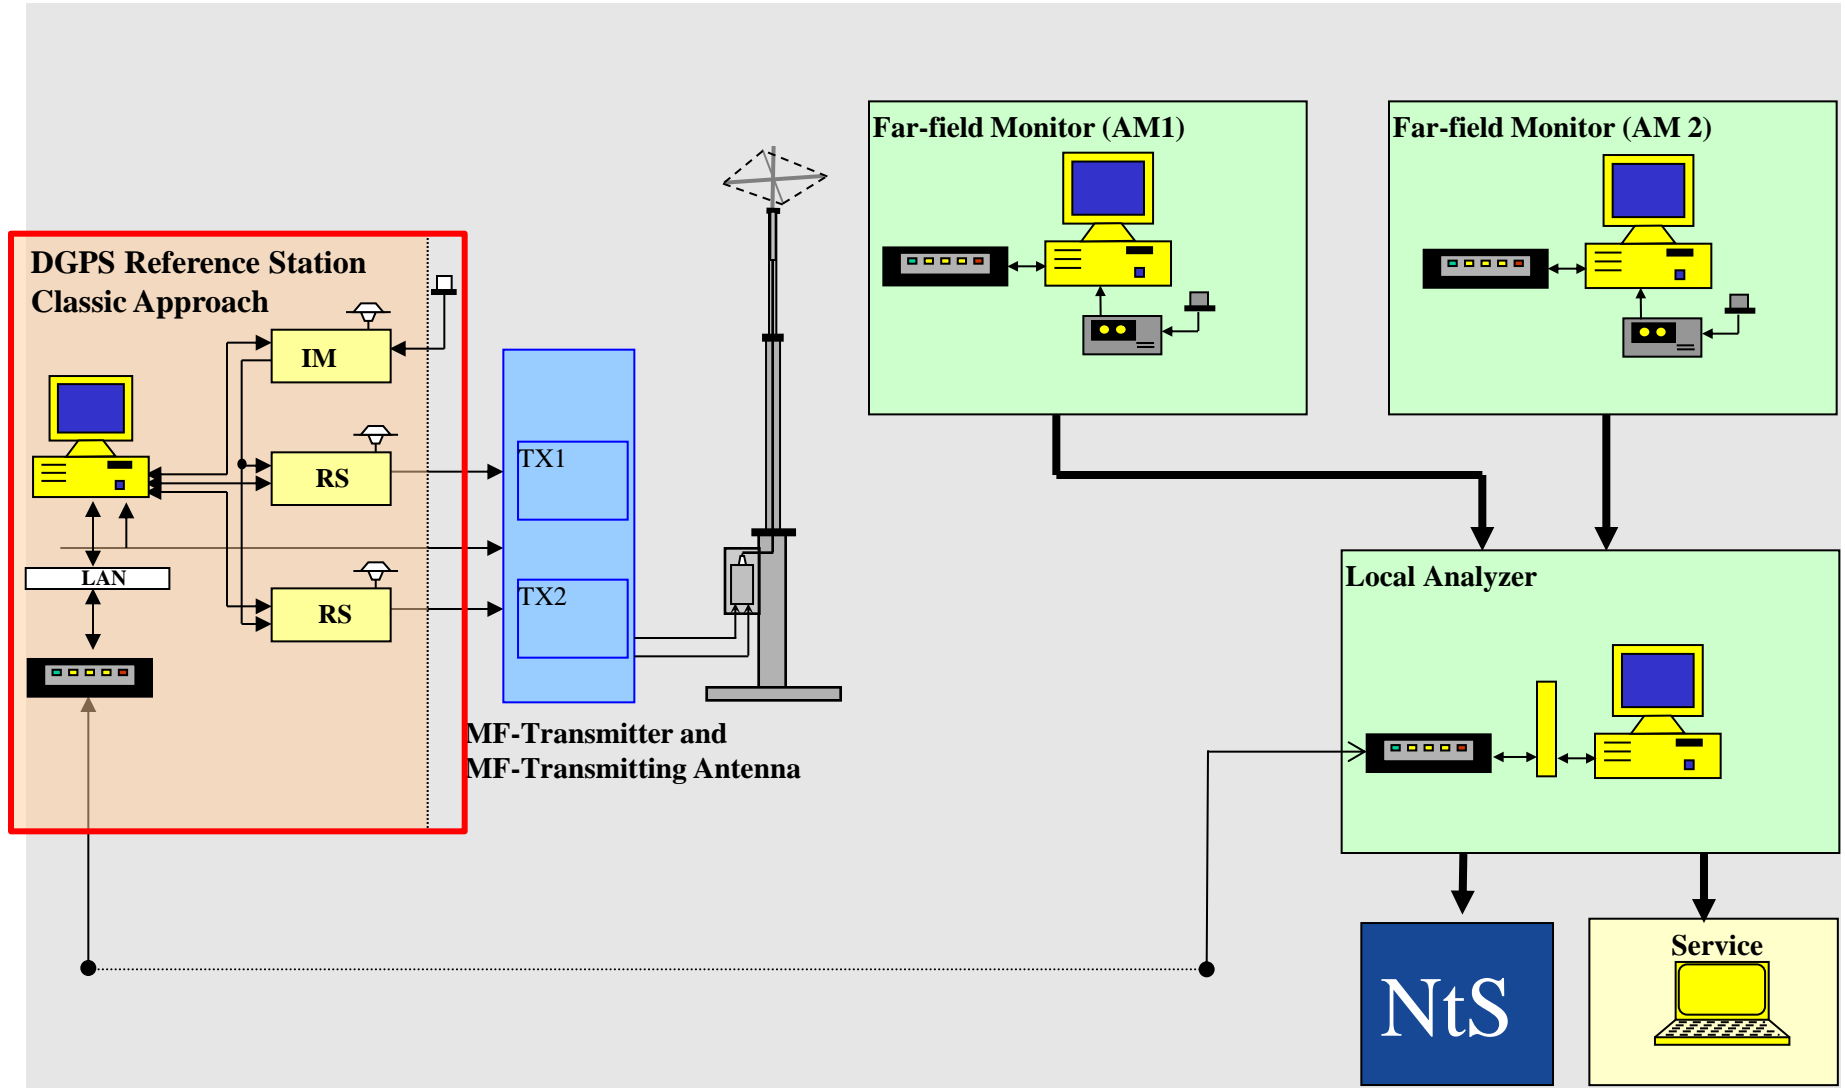 DGPS Reference Station
Classic Approach
IM
RS
LAN
RS
TX1
TX2
MF-Transmitter and
MF-Transmitting Antenna
Far-field Monitor (AM1)
Far-field Monitor (AM 2)
Local Analyzer
NtS
Service